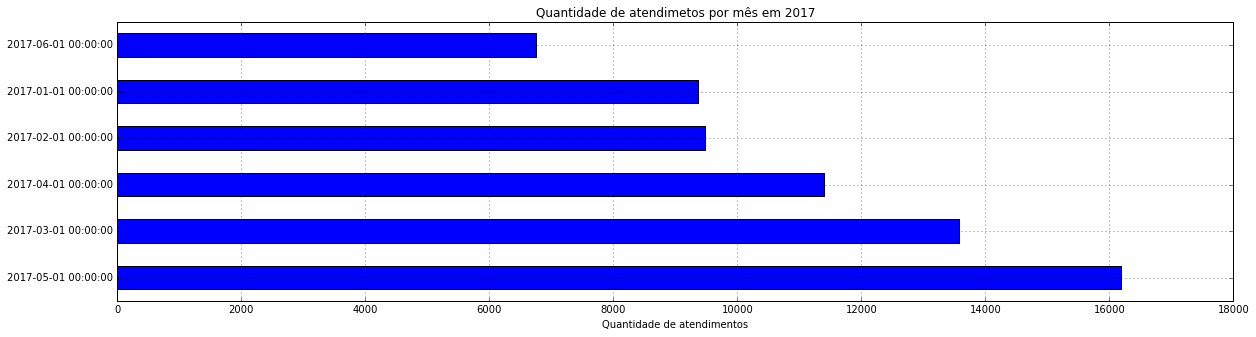 Quantidade de atendimetos por mês em 2017
2017-06-01 00:00:00
2017-01-01 00:00:00
2017-02-01 00:00:00
2017-04-01 00:00:00
2017-03-01 00:00:00
2017-05-01 00:00:00
0 2000 4000 6000 8000 10000 12000 14000 16000 18000
Quantidade de atendimentos